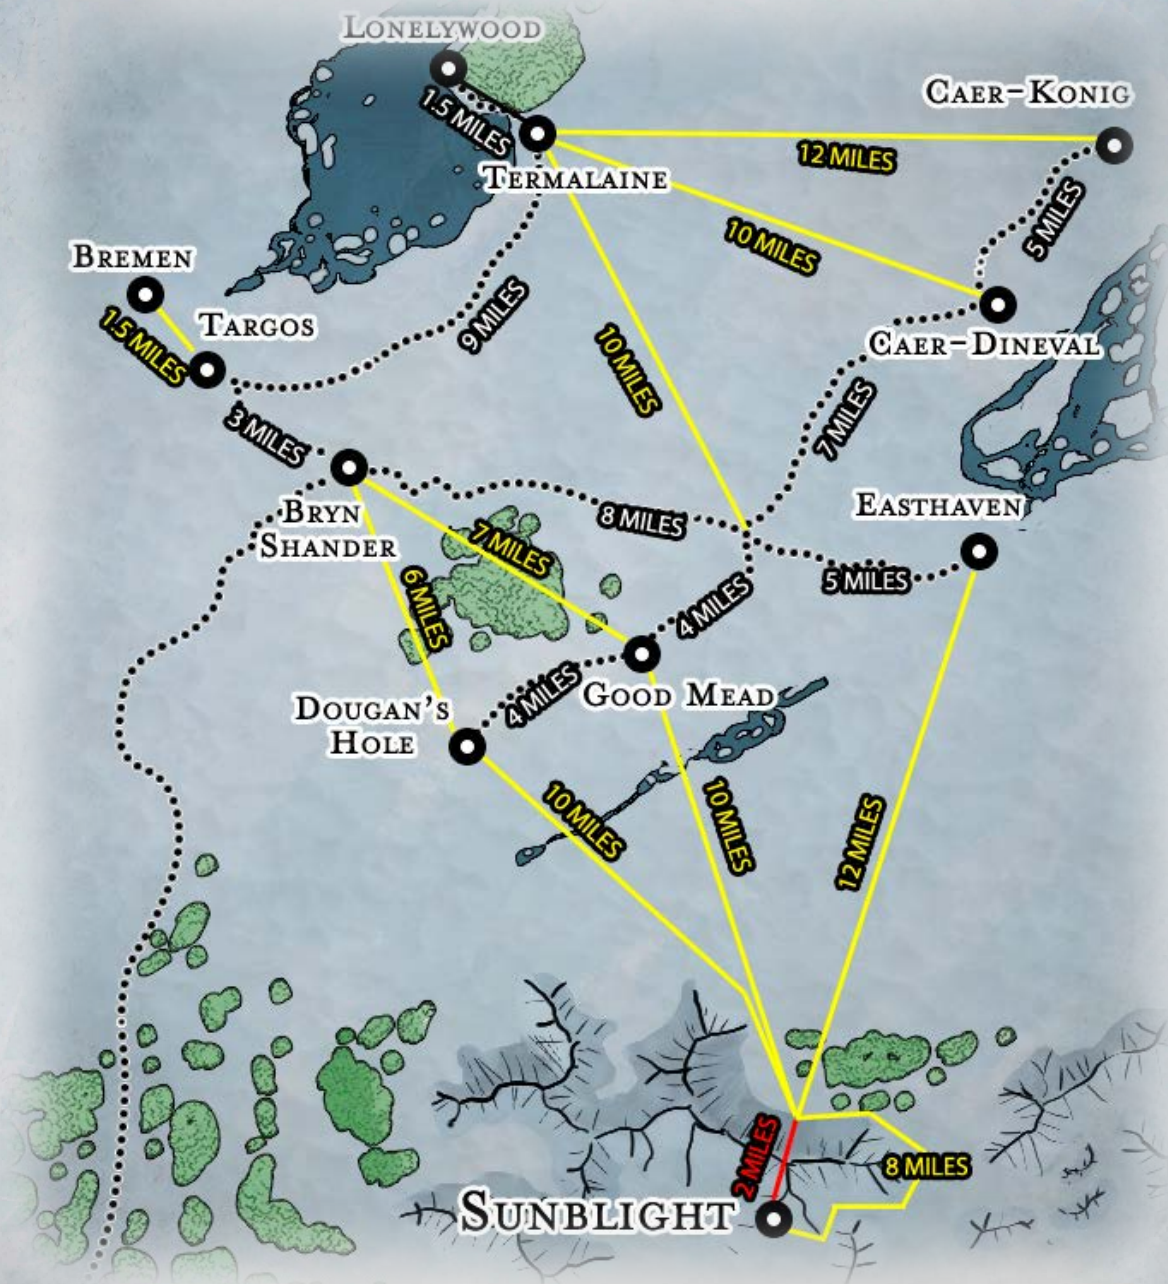 Lonelywood
Caer-Konig
1.5 MILES
12 MILES
Termalaine
5 MILES
10 MILES
Bremen
9 MILES
Targos
1.5 MILES
10 MILES
Caer-Dineval
3 MILES
7 MILES
Easthaven
Bryn
Shander
8 MILES
7 MILES
5 MILES
6 MILES
4 MILES
4 MILES
Good Mead
Dougan's
Hole
10 MILES
10 MILES
12 MILES
2 MILES
8 MILES
Sunblight